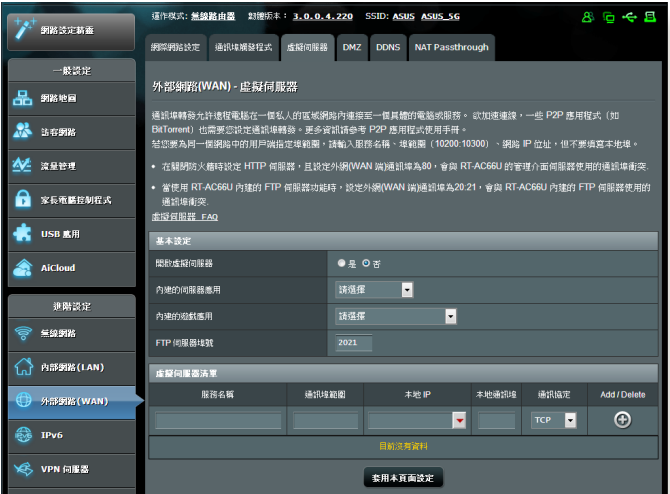 運作模式: 無線路由器 韌體版本: 3.0.0.4.220 SSID: ASUS ASUS_5G
網路設定精靈
一般設定
網路地圖
訪客網路
流量管理
家長電腦控制程式
USB 應用
AiCloud
進階設定
無線網路
內部網路(LAN)
外部網路(WAN)
IPv6
VPN 伺服器
網際網路設定 通訊埠觸發程式 虛擬伺服器 DMZ DDNS NAT Passthrough
外部網路(WAN) - 虛擬伺服器
通訊埠轉發允許遠程電腦在一個私人的區域網路內連接至一個具體的電腦或服務。 欲加速連線，一些 P2P 應用程式（如
BitTorrent）也需要您設定通訊埠轉發。更多資訊請參考 P2P 應用程式使用手冊。
若您要為同一個網路中的用戶端指定埠範圍，請輸入服務名稱、埠範圍（10200:10300）、網路 IP 位址，但不要填寫本地埠。
• 在關閉防火牆時設定 HTTP 伺服器，且設定外網(WAN 端)通訊埠為80，會與 RT-AC66U 的管理介面伺服器使用的通訊埠衝突.
• 當使用 RT-AC66U 內建的 FTP 伺服器功能時，設定外網(WAN 端)通訊埠為20:21，會與 RT-AC66U 內建的 FTP 伺服器使用的
通訊埠衝突.
虛擬伺服器 FAQ
基本設定
開啟虛擬伺服器 是 否
內建的伺服器應用 請選擇
內建的遊戲應用 請選擇
FTP 伺服器埠號 2021
虛擬伺服器清單
服務名稱 通訊埠範圍 本地 IP 本地通訊埠 通訊協定 Add / Delete
TCP
目前沒有資料
套用本頁面設定